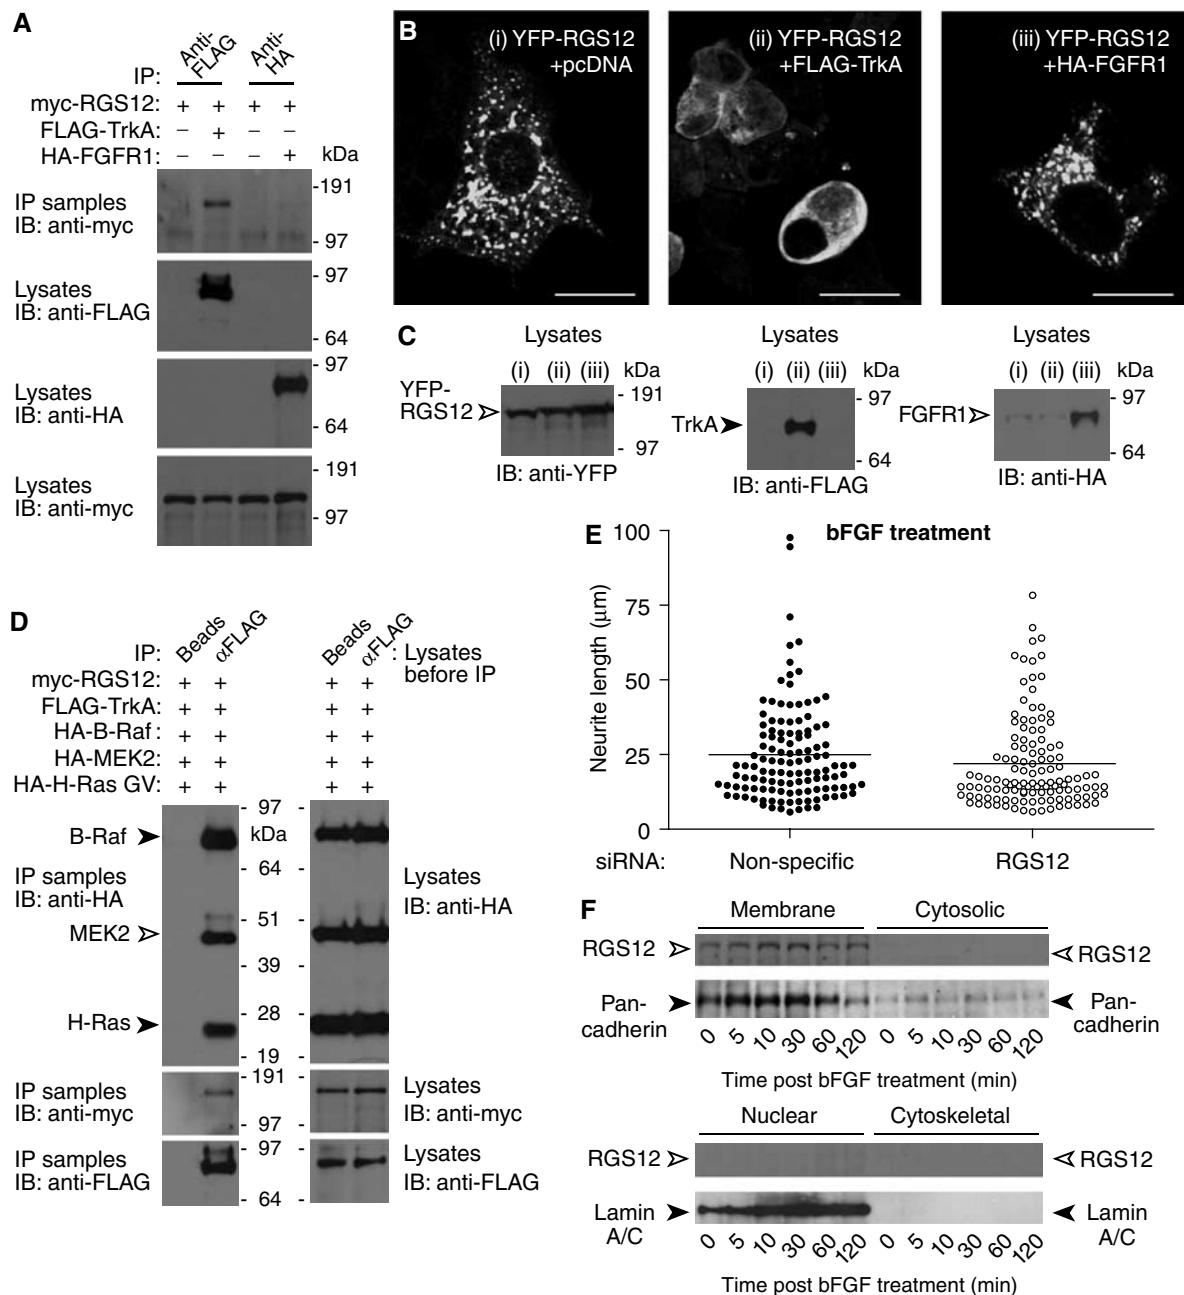 A
IP: Anti-FLAG Anti-HA
myc-RGS12: + + + +
FLAG-TrkA: – + – –
HA-FGFR1: – – – +
kDa
IP samples
IB: anti-myc
-191
- 97
Lysates
IB: anti-FLAG
- 97
- 64
Lysates
IB: anti-HA
- 97
- 64
Lysates
IB: anti-myc
- 191
- 97
B
(i) YFP-RGS12
+pcDNA
(ii) YFP-RGS12
+FLAG-TrkA
(iii) YFP-RGS12
+HA-FGFR1
C
Lysates
(i) (ii) (iii) kDa
YFP-
RGS12
- 191
- 97
IB: anti-YFP
Lysates
(i) (ii) (iii) kDa
TrkA
- 97
- 64
IB: anti-FLAG
Lysates
(i) (ii) (iii) kDa
FGFR1
- 97
- 64
IB: anti-HA
D
IP: Beads αFLAG Beads αFLAG : Lysates
before IP
myc-RGS12: + + + +
FLAG-TrkA: + + + +
HA-B-Raf : + + + +
HA-MEK2: + + + +
HA-H-Ras GV: + + + +
B-Raf
IP samples
IB: anti-HA
MEK2
H-Ras
- 97 -
kDa
- 64 -
- 51 -
- 39 -
- 28 -
- 19 -
Lysates
IB: anti-HA
IP samples
IB: anti-myc
- 191 -
- 97 -
Lysates
IB: anti-myc
IP samples
IB: anti-FLAG
- 97 -
64 -
Lysates
IB: anti-FLAG
E
bFGF treatment
Neurite length (μm)
100
75
50
25
0
siRNA: Non-specific RGS12
F
Membrane Cytosolic
RGS12 RGS12
Pan-
cadherin
Pan-
cadherin
0 5 10 30 60 120 0 5 10 30 60 120
Time post bFGF treatment (min)
Nuclear Cytoskeletal
RGS12 RGS12
Lamin
A/C
Lamin
A/C
0 5 10 30 60 120 0 5 10 30 60 120
Time post bFGF treatment (min)